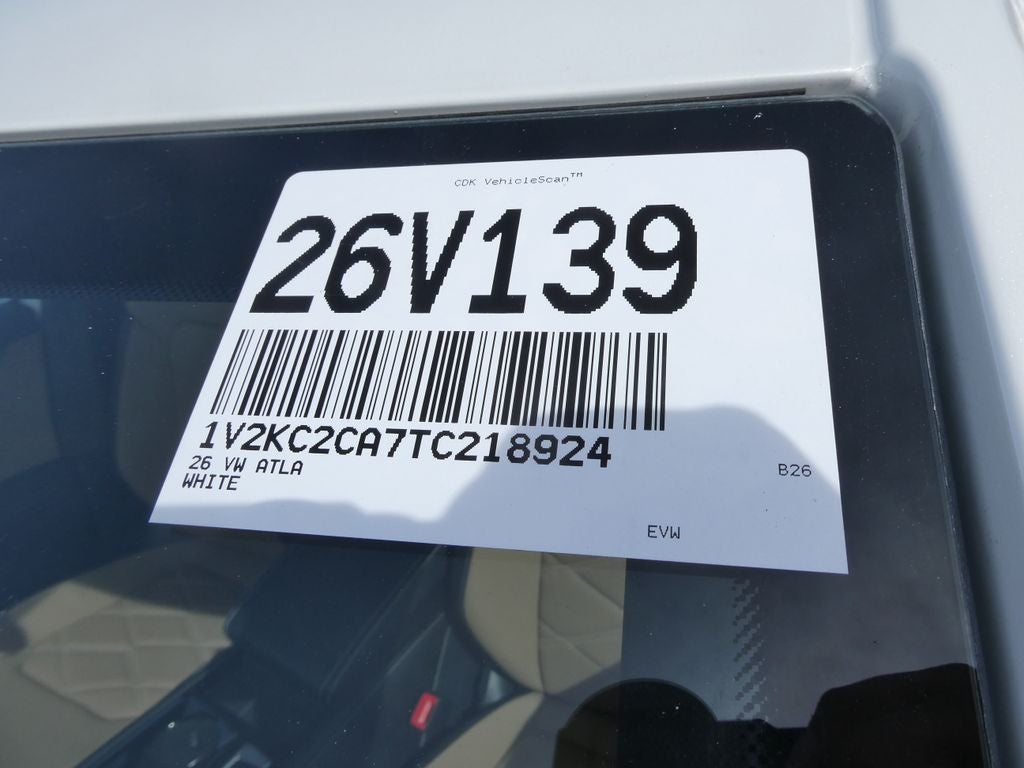 CDK VehicleScan™
26V139
1V2KC2CA7TC218924
26 VW ATLA
WHITE
B26
EVW